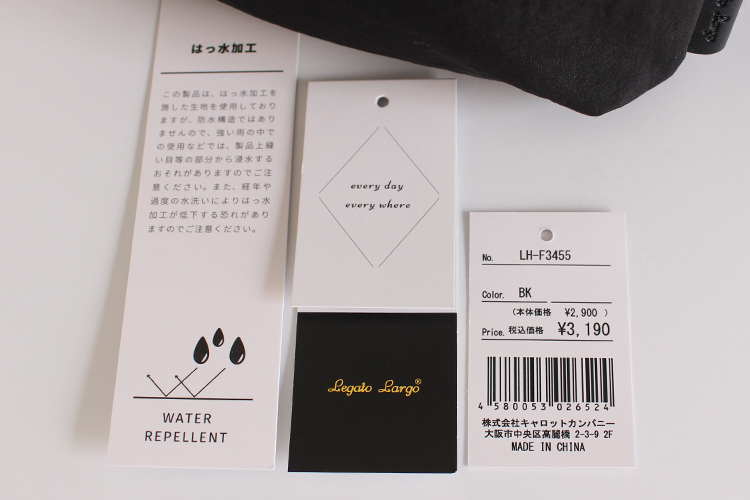 はっ水加工
この製品は、はっ水加工を
施した生地を使用しており
ますが、防水構造ではあり
ませんので、強い雨の中で
の使用などでは、製品上縫
い目等の部分から浸水する
おそれがありますのでご注
意ください。また、経年や
過度の水洗いによりはっ水
加工が低下する恐れがあり
ますのでご注意ください。
WATER
REPELLENT
every day
every where
Legato Largo®
No. LH-F3455
Color. BK
(本体価格 ¥2,900 )
Price. 税込価格 ¥3,190
4 580053 026524
株式会社キャロットカンパニー
大阪市中央区高麗橋 2-3-9 2F
MADE IN CHINA